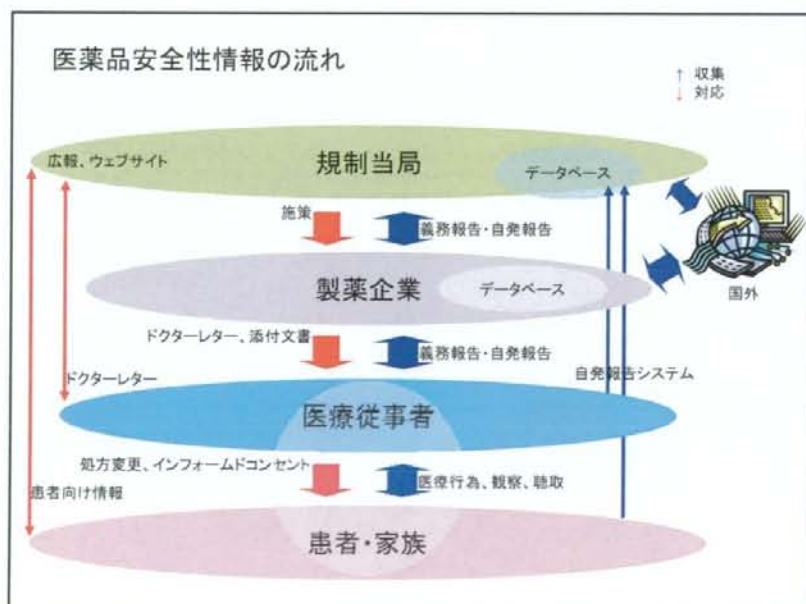 医薬品安全性情報の流れ
↑ 収集
↓ 対応
広報、ウェブサイト
規制当局
データベース
施策
義務報告・自発報告
製薬企業
データベース
国外
ドクターレター、添付文書
義務報告・自発報告
自発報告システム
ドクターレター
医療従事者
処方変更、インフォームドコンセント
医療行為、観察、聴取
患者向け情報
患者・家族